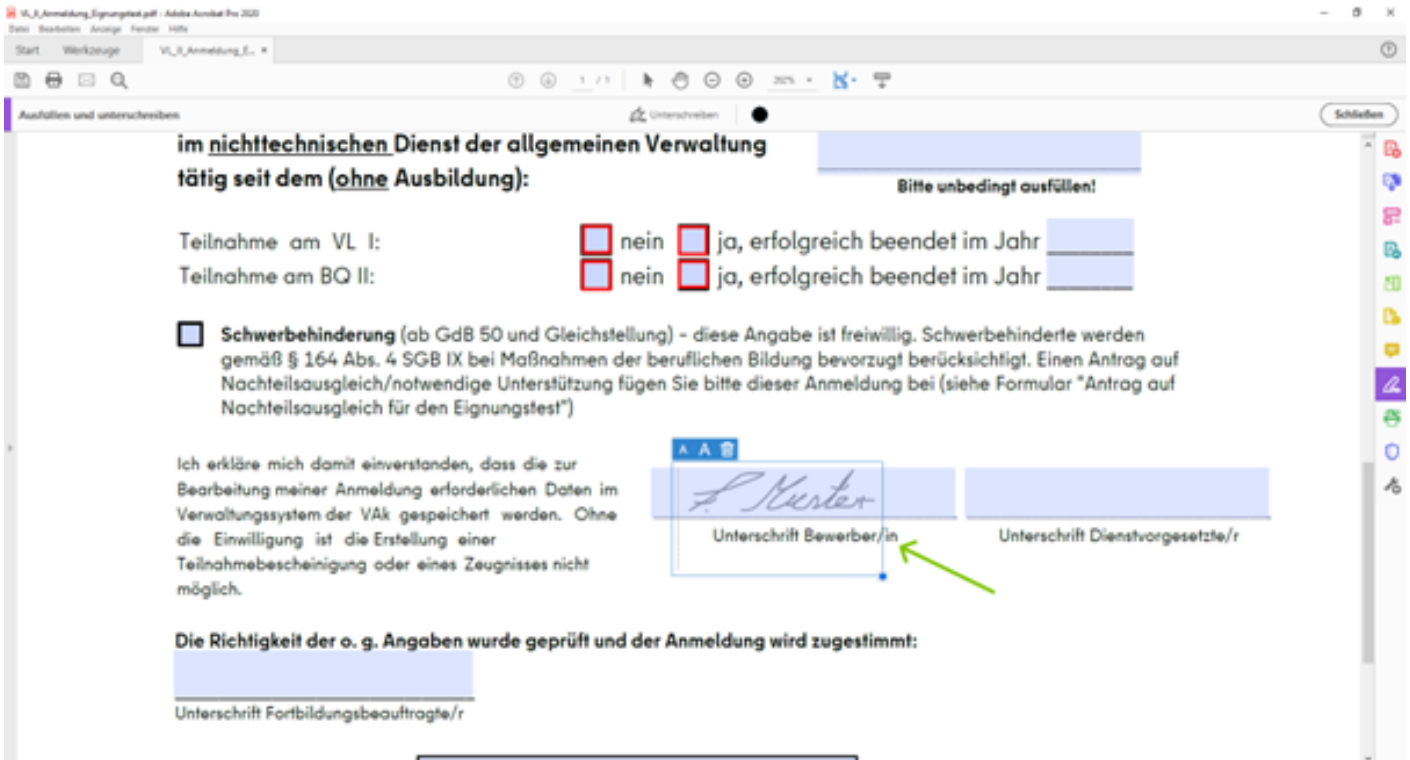 VL_II_Anmeldung_Eignungstest.pdf - Adobe Acrobat Pro 2020
Datei Bearbeiten Anzeige Fenster Hilfe
Start Werkzeuge VL_II_Anmeldung_E... ×
1 / 1
Ausfüllen und unterschreiben Unterschreiben Schließen
im nichttechnischen Dienst der allgemeinen Verwaltung
tätig seit dem (ohne Ausbildung):
Bitte unbedingt ausfüllen!
Teilnahme am VL I: nein ja, erfolgreich beendet im Jahr
Teilnahme am BQ II: nein ja, erfolgreich beendet im Jahr
Schwerbehinderung (ab GdB 50 und Gleichstellung) – diese Angabe ist freiwillig. Schwerbehinderte werden
gemäß § 164 Abs. 4 SGB IX bei Maßnahmen der beruflichen Bildung bevorzugt berücksichtigt. Einen Antrag auf
Nachteilsausgleich/notwendige Unterstützung fügen Sie bitte dieser Anmeldung bei (siehe Formular "Antrag auf
Nachteilsausgleich für den Eignungstest")
Ich erkläre mich damit einverstanden, dass die zur
Bearbeitung meiner Anmeldung erforderlichen Daten im
Verwaltungssystem der VAk gespeichert werden. Ohne
die Einwilligung ist die Erstellung einer
Teilnahmebescheinigung oder eines Zeugnisses nicht
möglich.
A A
F. Muster
Unterschrift Bewerber/in Unterschrift Dienstvorgesetzte/r
Die Richtigkeit der o. g. Angaben wurde geprüft und der Anmeldung wird zugestimmt:
Unterschrift Fortbildungsbeauftragte/r